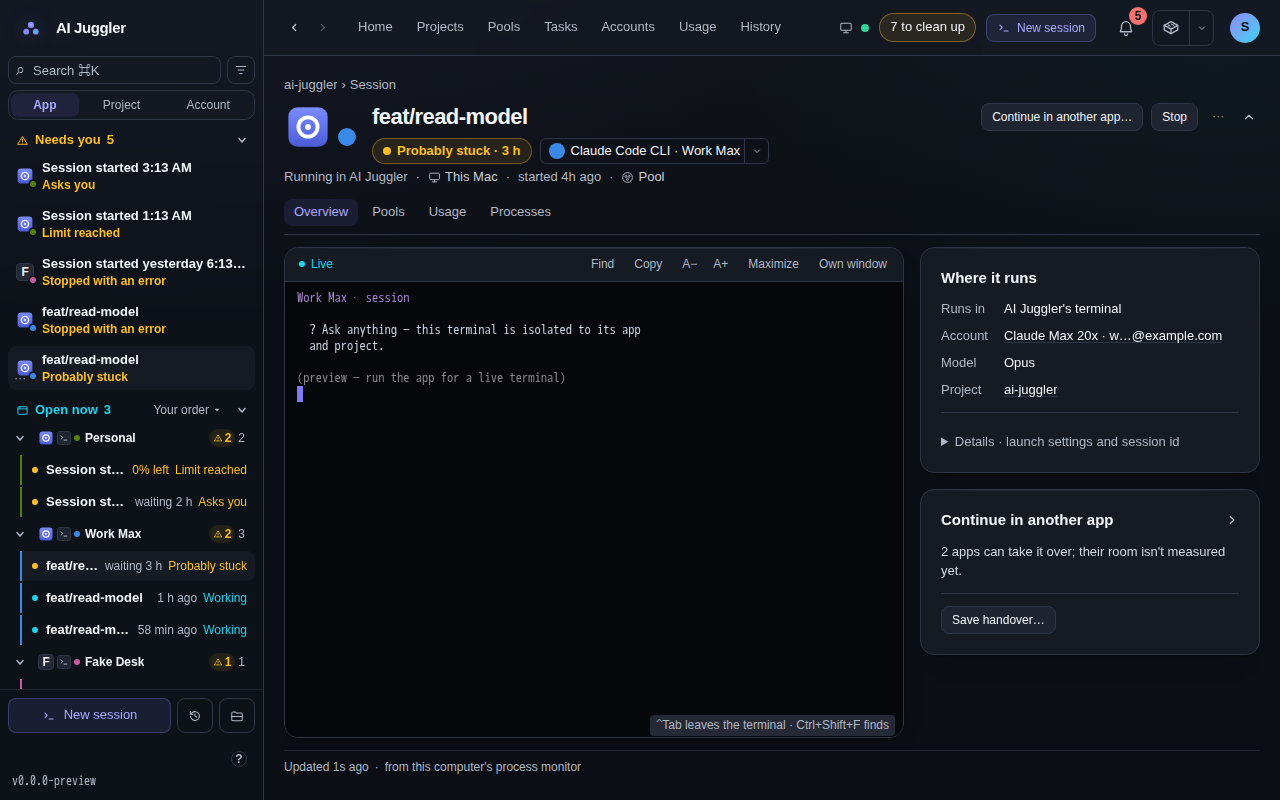 AI Juggler
Search ⌘K
App Project Account
Needs you 5
Session started 3:13 AM
Asks you
Session started 1:13 AM
Limit reached
F Session started yesterday 6:13…
Stopped with an error
feat/read-model
Stopped with an error
feat/read-model
Probably stuck
Open now 3 Your order
Personal 2 2
Session st… 0% left Limit reached
Session st… waiting 2 h Asks you
Work Max 2 3
feat/re… waiting 3 h Probably stuck
feat/read-model 1 h ago Working
feat/read-m… 58 min ago Working
F Fake Desk 1 1
New session
?
v0.0.0-preview
Home Projects Pools Tasks Accounts Usage History
7 to clean up
New session
5
S
ai-juggler › Session
feat/read-model
Continue in another app… Stop ···
Probably stuck · 3 h
Claude Code CLI · Work Max
Running in AI Juggler · This Mac · started 4h ago · Pool
Overview Pools Usage Processes
Live Find Copy A− A+ Maximize Own window
Work Max · session
? Ask anything — this terminal is isolated to its app
and project.
(preview — run the app for a live terminal)
^Tab leaves the terminal · Ctrl+Shift+F finds
Where it runs
Runs in AI Juggler's terminal
Account Claude Max 20x · w…@example.com
Model Opus
Project ai-juggler
Details · launch settings and session id
Continue in another app
2 apps can take it over; their room isn't measured
yet.
Save handover…
Updated 1s ago · from this computer's process monitor